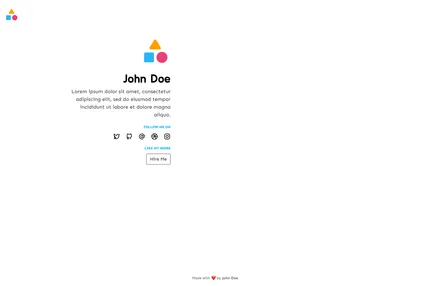 John Doe
Lorem ipsum dolor sit amet, consectetur
adipiscing elit, sed do eiusmod tempor
incididunt ut labore et dolore magna
aliqua.
FOLLOW ME ON
LIKE MY WORK?
Hire Me
Made with ❤️ by John Doe